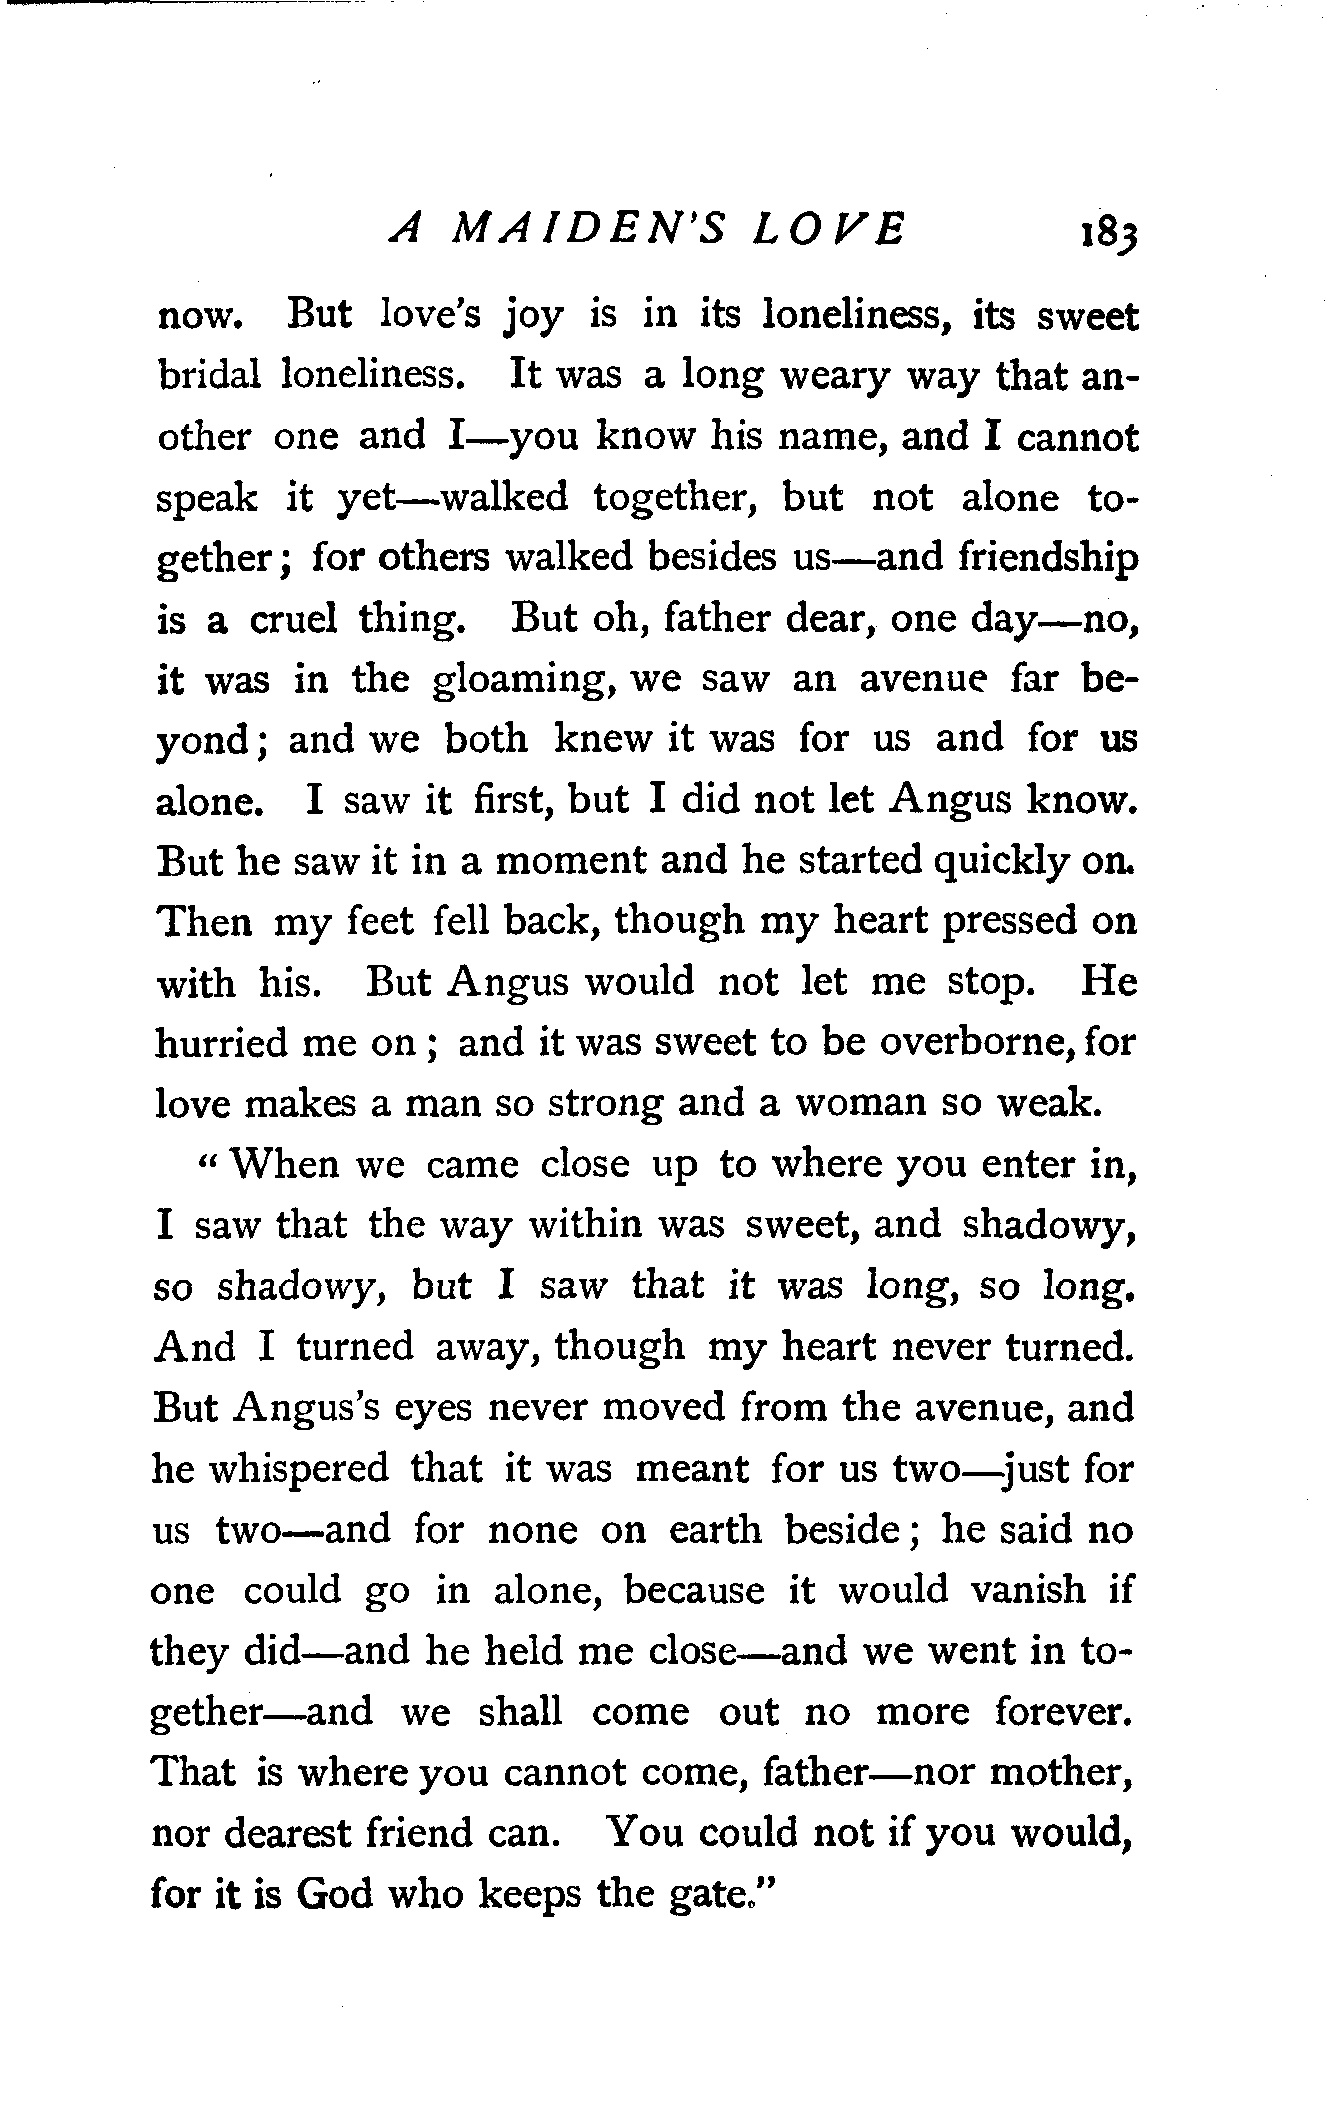 A MAIDEN'S LOVE 183
now. But love's joy is in its loneliness, its sweet
bridal loneliness. It was a long weary way that an-
other one and I—you know his name, and I cannot
speak it yet—walked together, but not alone to-
gether; for others walked besides us—and friendship
is a cruel thing. But oh, father dear, one day—no,
it was in the gloaming, we saw an avenue far be-
yond; and we both knew it was for us and for us
alone. I saw it first, but I did not let Angus know.
But he saw it in a moment and he started quickly on.
Then my feet fell back, though my heart pressed on
with his. But Angus would not let me stop. He
hurried me on; and it was sweet to be overborne, for
love makes a man so strong and a woman so weak.
"When we came close up to where you enter in,
I saw that the way within was sweet, and shadowy,
so shadowy, but I saw that it was long, so long.
And I turned away, though my heart never turned.
But Angus's eyes never moved from the avenue, and
he whispered that it was meant for us two—just for
us two—and for none on earth beside; he said no
one could go in alone, because it would vanish if
they did—and he held me close—and we went in to-
gether—and we shall come out no more forever.
That is where you cannot come, father—nor mother,
nor dearest friend can. You could not if you would,
for it is God who keeps the gate."